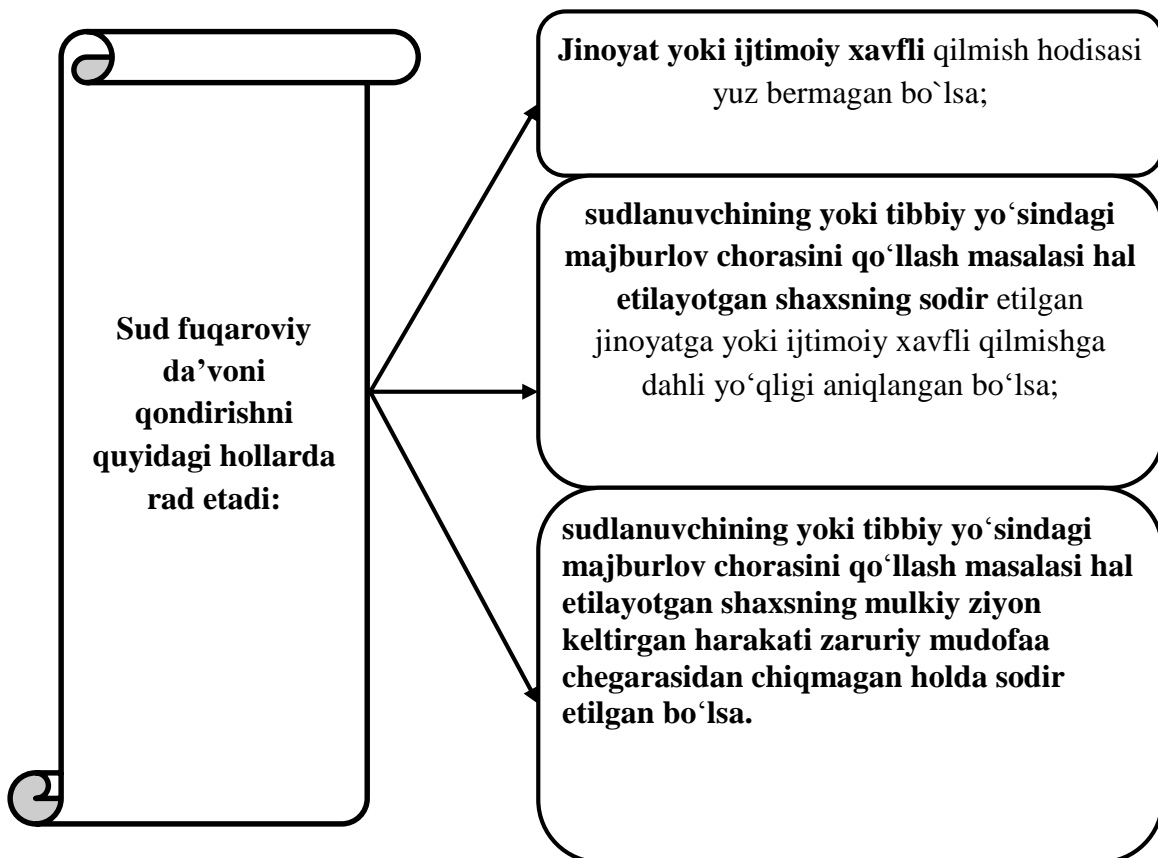 Sud fuqaroviy
da’voni
qondirishni
quyidagi hollarda
rad etadi:
Jinoyat yoki ijtimoiy xavfli qilmish hodisasi
yuz bermagan bo`lsa;
sudlanuvchining yoki tibbiy yo‘sindagi
majburlov chorasini qo‘llash masalasi hal
etilayotgan shaxsning sodir etilgan
jinoyatga yoki ijtimoiy xavfli qilmishga
dahli yo‘qligi aniqlangan bo‘lsa;
sudlanuvchining yoki tibbiy yo‘sindagi
majburlov chorasini qo‘llash masalasi hal
etilayotgan shaxsning mulkiy ziyon
keltirgan harakati zaruriy mudofaa
chegarasidan chiqmagan holda sodir
etilgan bo‘lsa.